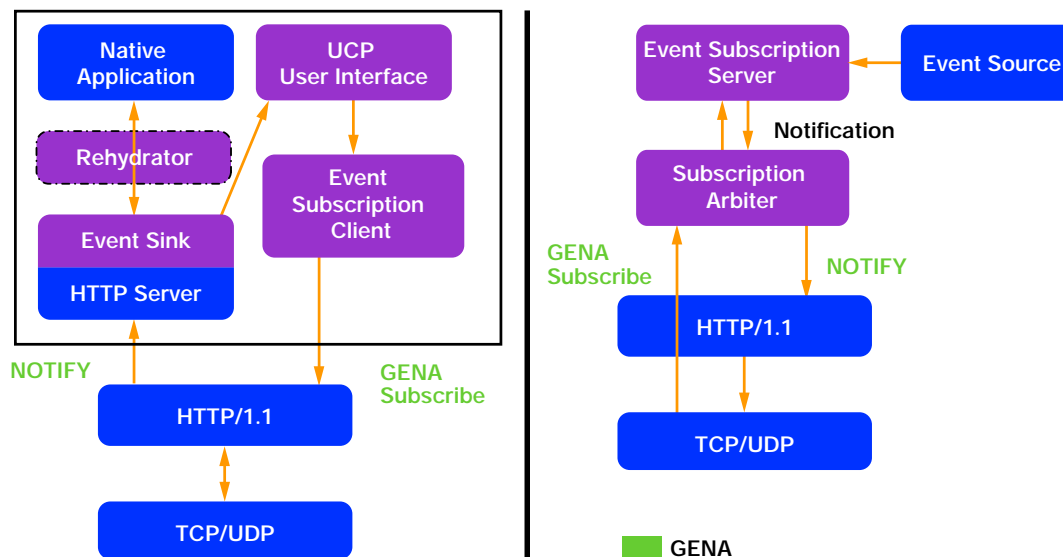 Native
Application
UCP
User Interface
Rehydrator
Event
Subscription
Client
Event Sink
HTTP Server
NOTIFY
GENA
Subscribe
HTTP/1.1
TCP/UDP
Event Subscription
Server
Event Source
Notification
Subscription
Arbiter
GENA
Subscribe
NOTIFY
HTTP/1.1
TCP/UDP
GENA